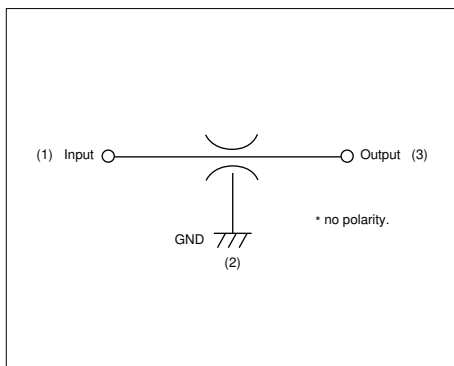 (1) Input Output (3)
* no polarity.
GND
(2)